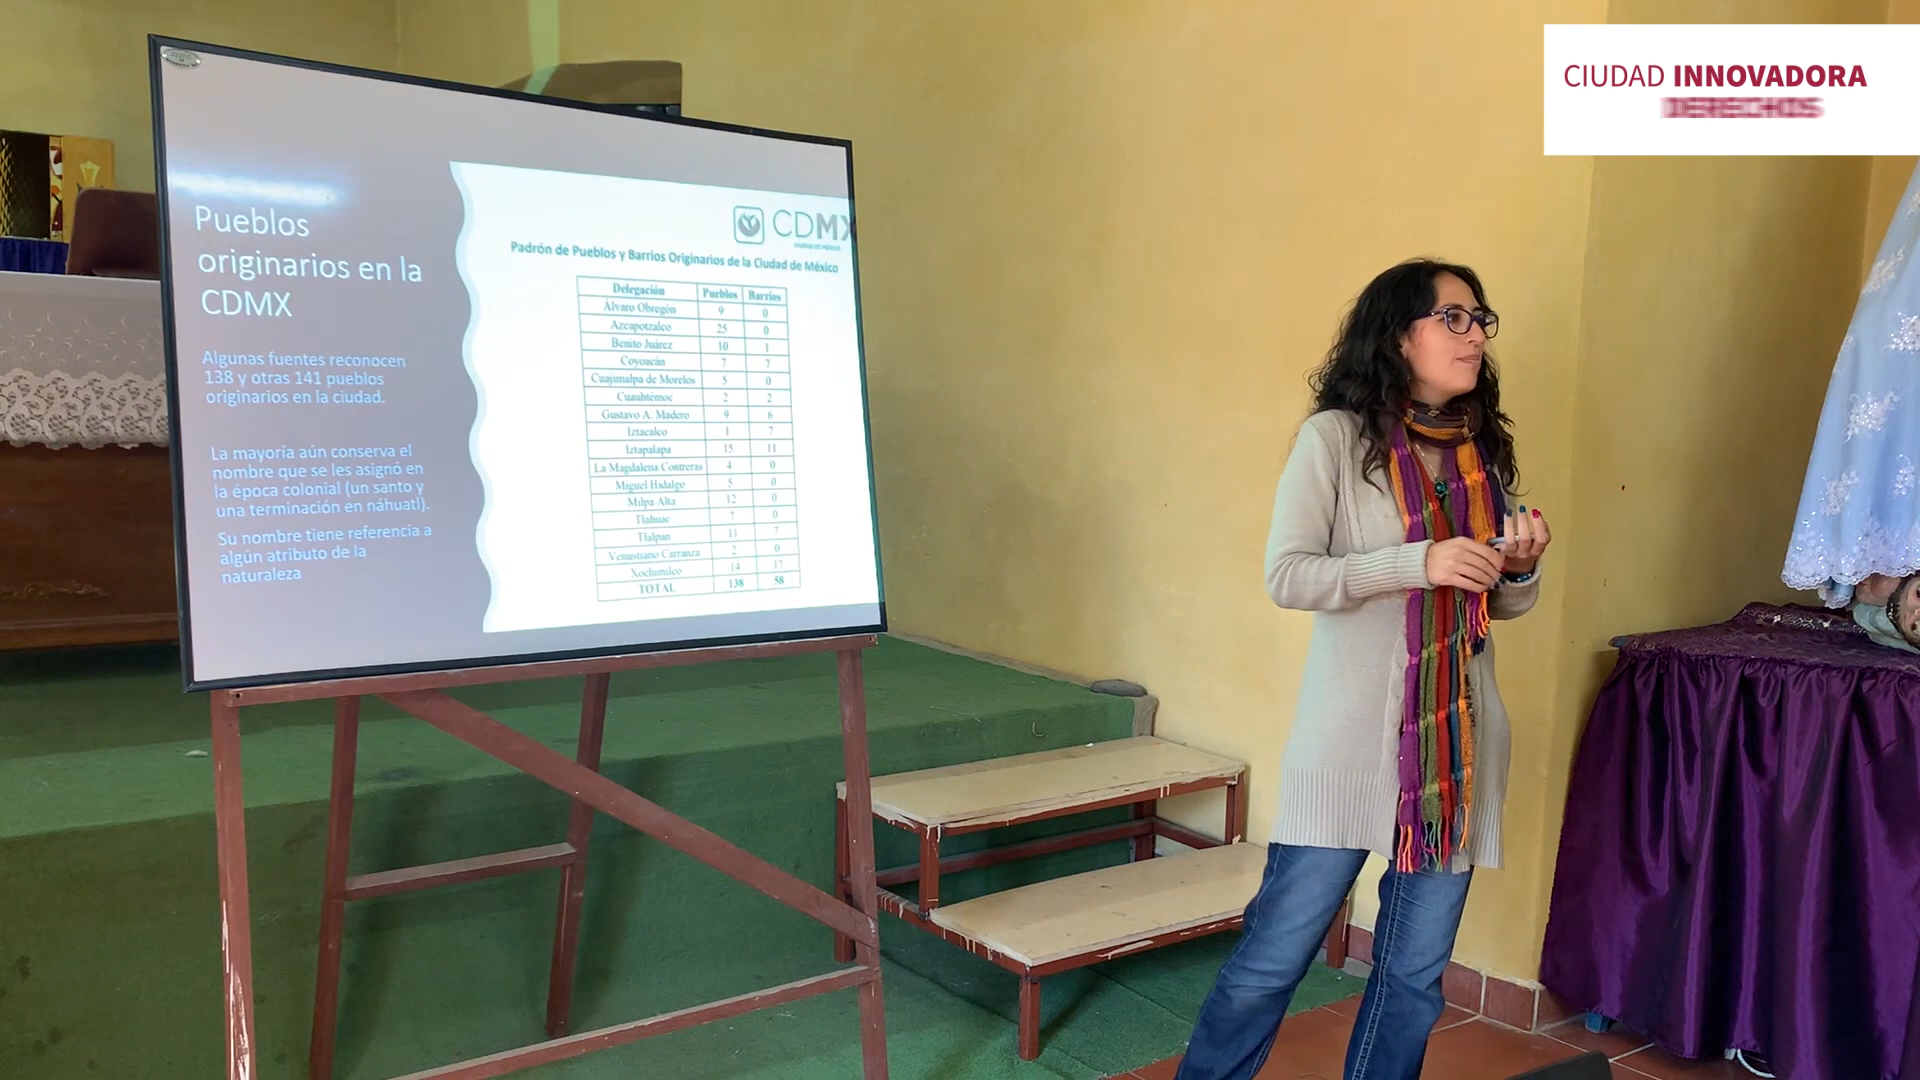 CIUDAD INNOVADORA
DERECHOS
Pueblos
originarios en la
CDMX
Algunas fuentes reconocen
138 y otras 141 pueblos
originarios en la ciudad.
La mayoría aún conserva el
nombre que se les asignó en
la época colonial (un santo y
una terminación en náhuatl).
Su nombre tiene referencia a
algún atributo de la
naturaleza
CDMX
CIUDAD DE MÉXICO
Padrón de Pueblos y Barrios Originarios de la Ciudad de México
Delegación Pueblos Barrios
Álvaro Obregón 9 0
Azcapotzalco 25 0
Benito Juárez 10 1
Coyoacán 7 7
Cuajimalpa de Morelos 5 0
Cuauhtémoc 2 2
Gustavo A. Madero 9 6
Iztacalco 1 7
Iztapalapa 15 11
La Magdalena Contreras 4 0
Miguel Hidalgo 5 0
Milpa Alta 12 0
Tlahuac 7 0
Tlalpan 11 7
Venustiano Carranza 2 0
Xochimilco 14 17
TOTAL 138 58